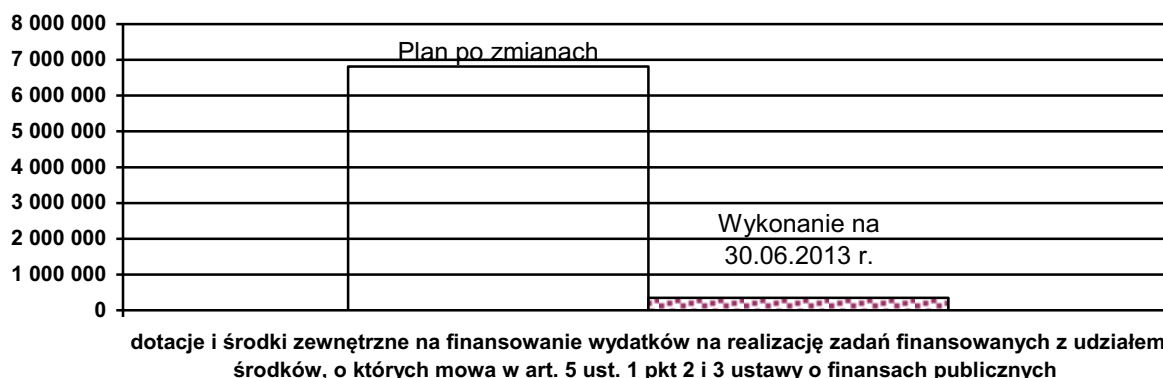 8 000 000
7 000 000
6 000 000
5 000 000
4 000 000
3 000 000
2 000 000
1 000 000
0
Plan po zmianach
Wykonanie na
30.06.2013 r.
dotacje i środki zewnętrzne na finansowanie wydatków na realizację zadań finansowanych z udziałem
środków, o których mowa w art. 5 ust. 1 pkt 2 i 3 ustawy o finansach publicznych